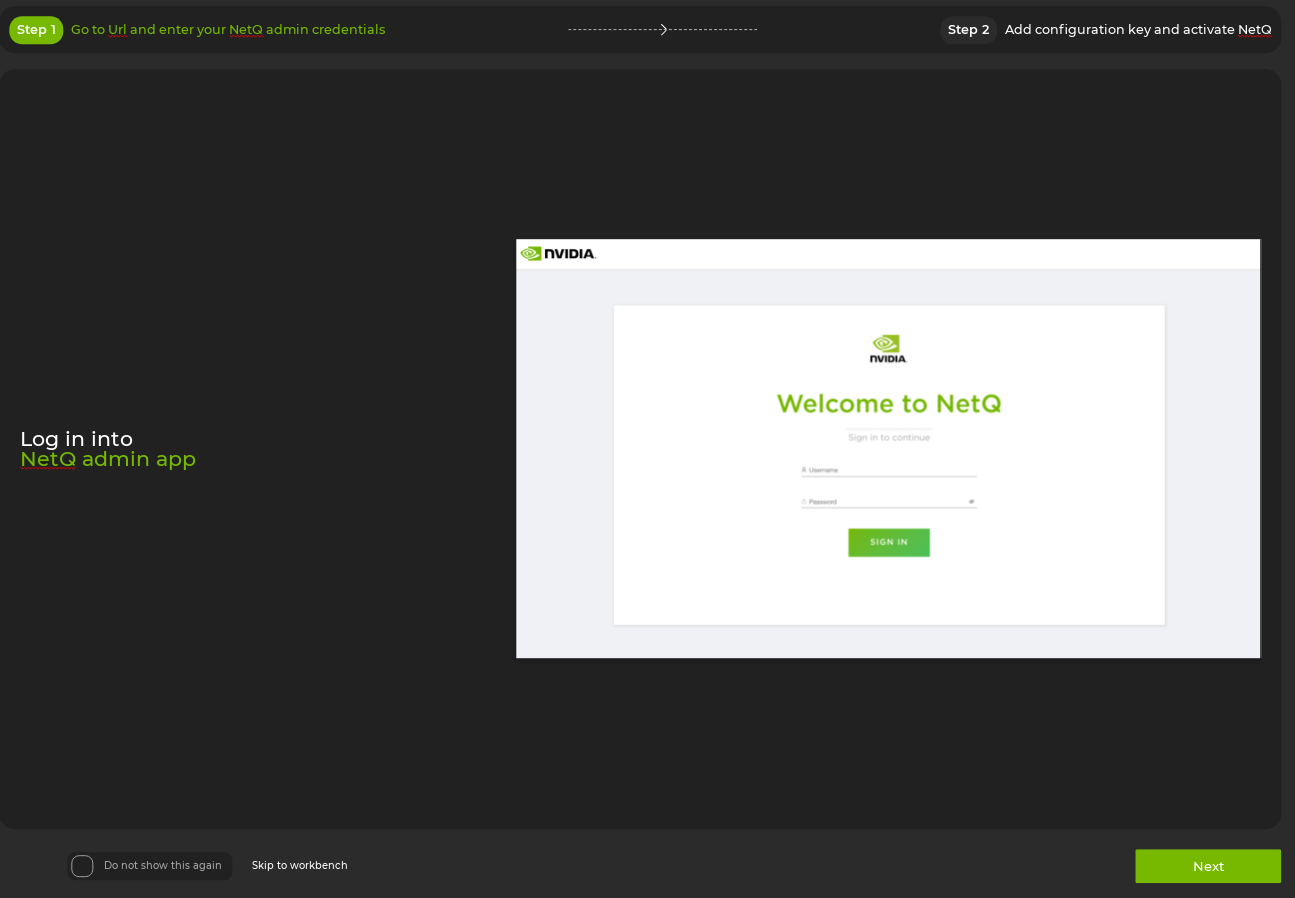 Step 1 Go to Url and enter your NetQ admin credentials
Step 2 Add configuration key and activate NetQ
NVIDIA
NVIDIA
Welcome to NetQ
Sign in to continue
Username
Password
SIGN IN
Log in into
NetQ admin app
Do not show this again
Skip to workbench
Next